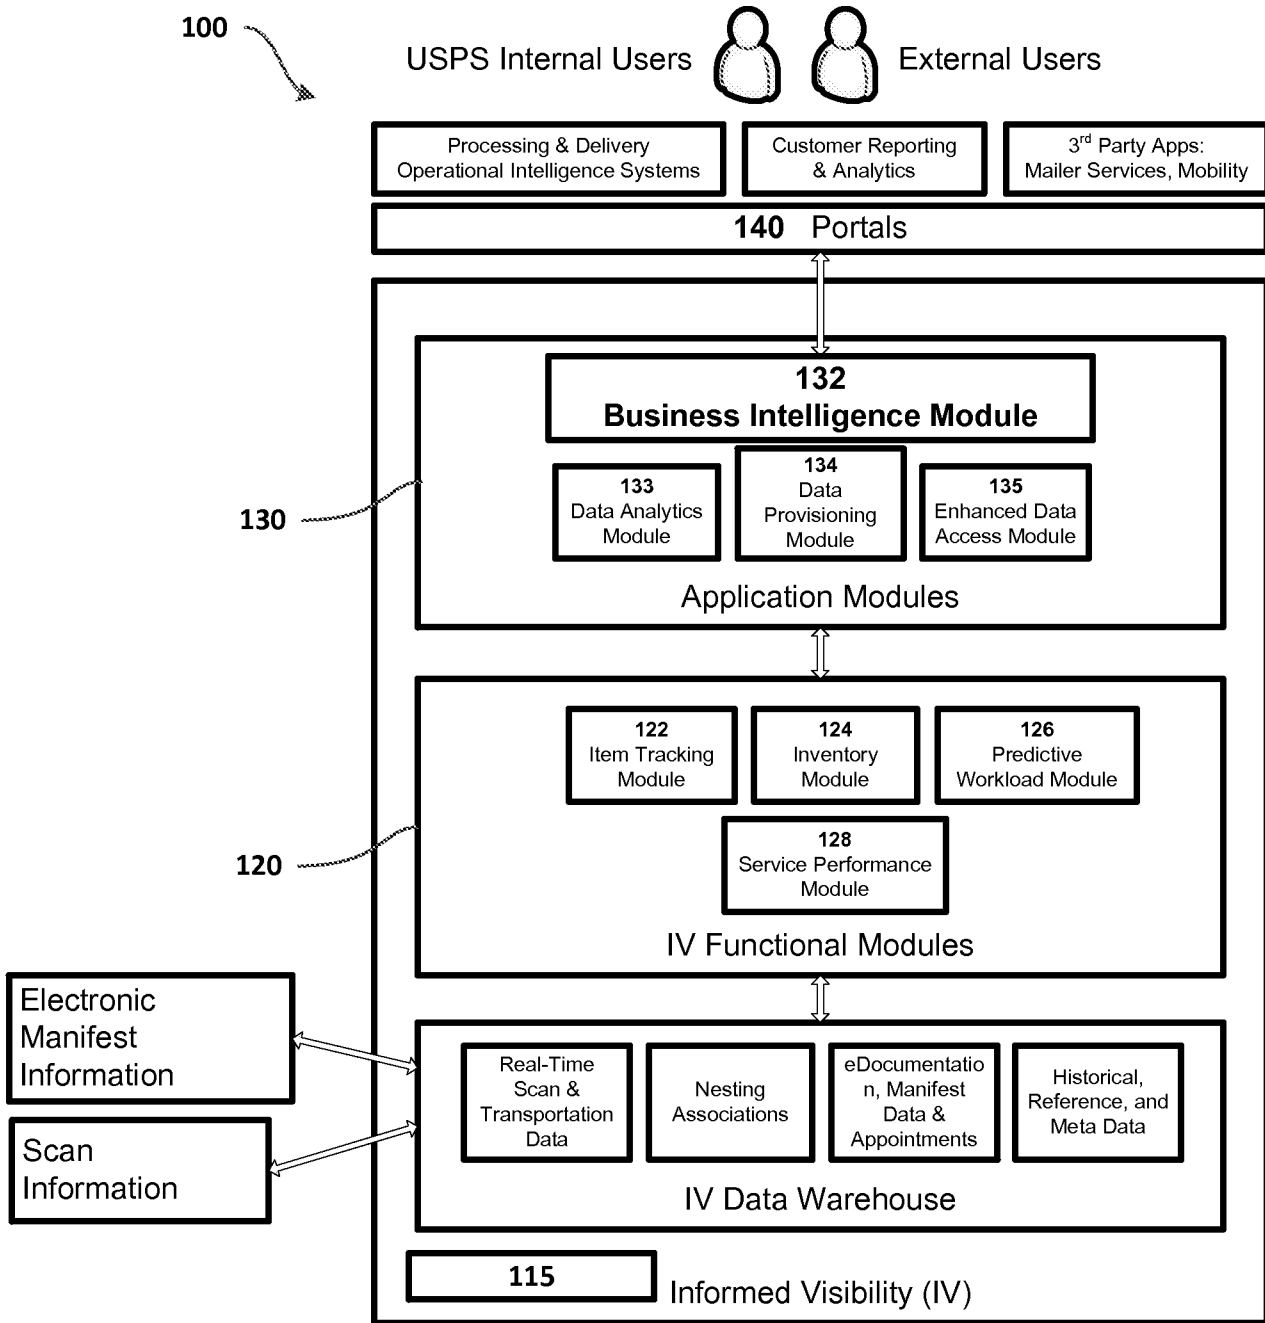 100
USPS Internal Users
External Users
Processing & Delivery
Operational Intelligence Systems
Customer Reporting
& Analytics
3rd Party Apps:
Mailer Services, Mobility
140 Portals
132
Business Intelligence Module
133
Data Analytics
Module
134
Data
Provisioning
Module
135
Enhanced Data
Access Module
130
Application Modules
122
Item Tracking
Module
124
Inventory
Module
126
Predictive
Workload Module
128
Service Performance
Module
120
IV Functional Modules
Electronic
Manifest
Information
Scan
Information
Real-Time
Scan &
Transportation
Data
Nesting
Associations
eDocumentatio
n, Manifest
Data &
Appointments
Historical,
Reference, and
Meta Data
IV Data Warehouse
115
Informed Visibility (IV)